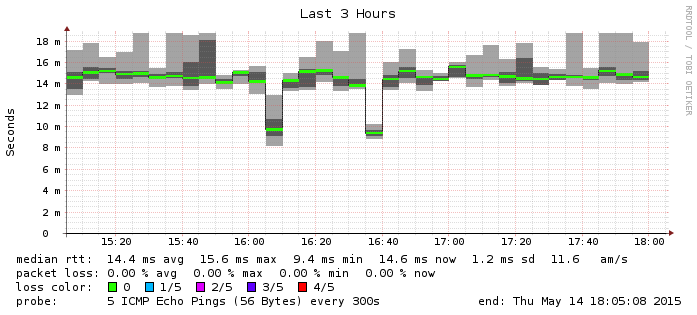 Last 3 Hours
RRDTOOL / TOBI OETIKER
Seconds
18 m
16 m
14 m
12 m
10 m
8 m
6 m
4 m
2 m
0
15:20 15:40 16:00 16:20 16:40 17:00 17:20 17:40 18:00
median rtt: 14.4 ms avg 15.6 ms max 9.4 ms min 14.6 ms now 1.2 ms sd 11.6 am/s
packet loss: 0.00 % avg 0.00 % max 0.00 % min 0.00 % now
loss color: 0 1/5 2/5 3/5 4/5
probe: 5 ICMP Echo Pings (56 Bytes) every 300s end: Thu May 14 18:05:08 2015